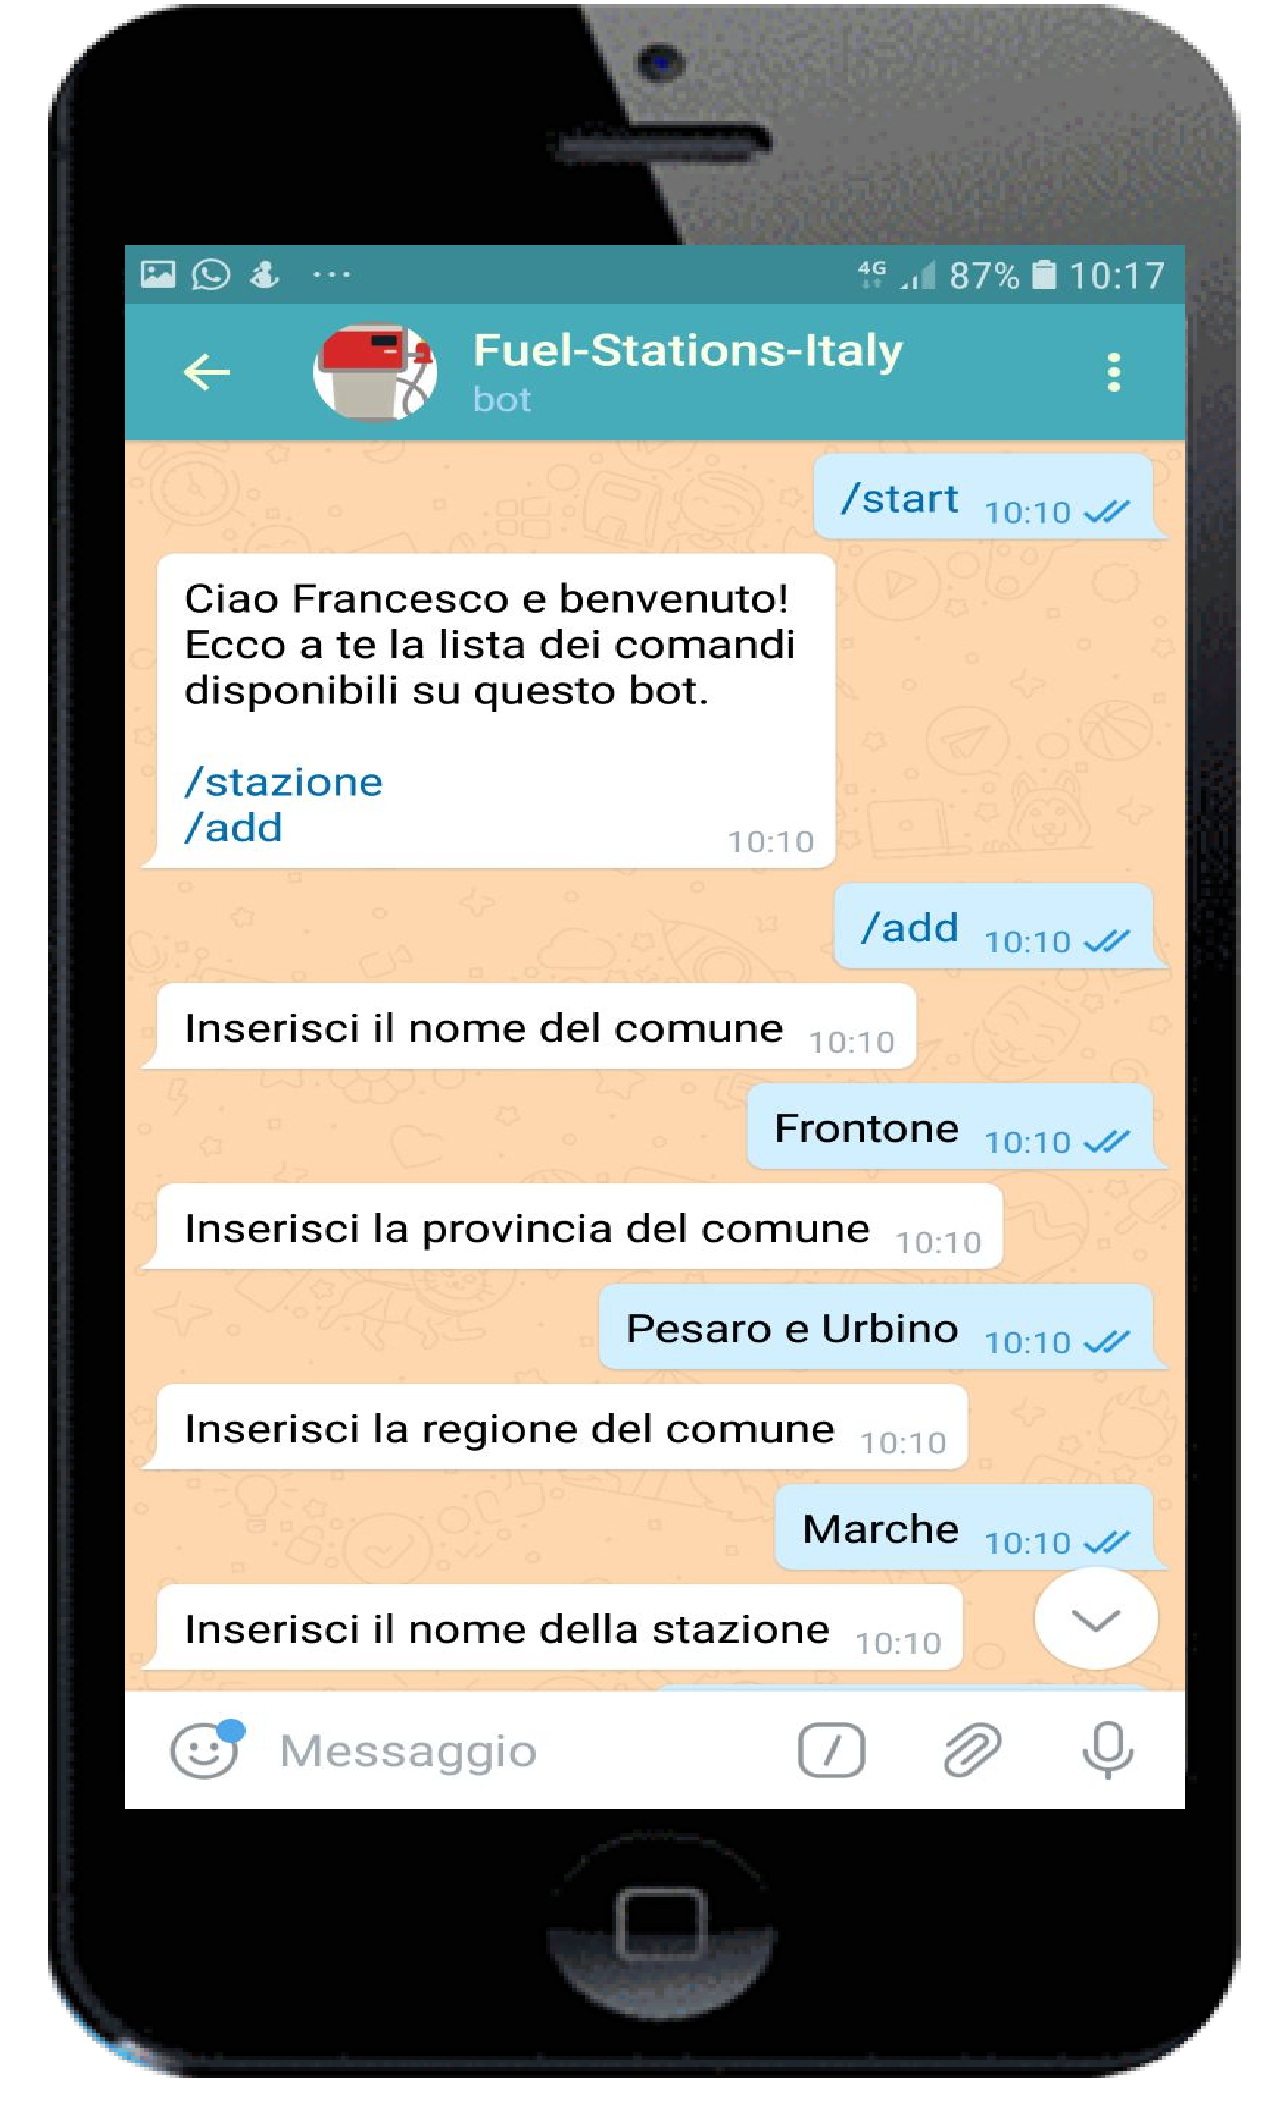 4G 87% 10:17
Fuel-Stations-Italy
bot
/start 10:10
Ciao Francesco e benvenuto!
Ecco a te la lista dei comandi
disponibili su questo bot.
/stazione
/add
10:10
/add 10:10
Inserisci il nome del comune 10:10
Frontone 10:10
Inserisci la provincia del comune 10:10
Pesaro e Urbino 10:10
Inserisci la regione del comune 10:10
Marche 10:10
Inserisci il nome della stazione 10:10
Messaggio /